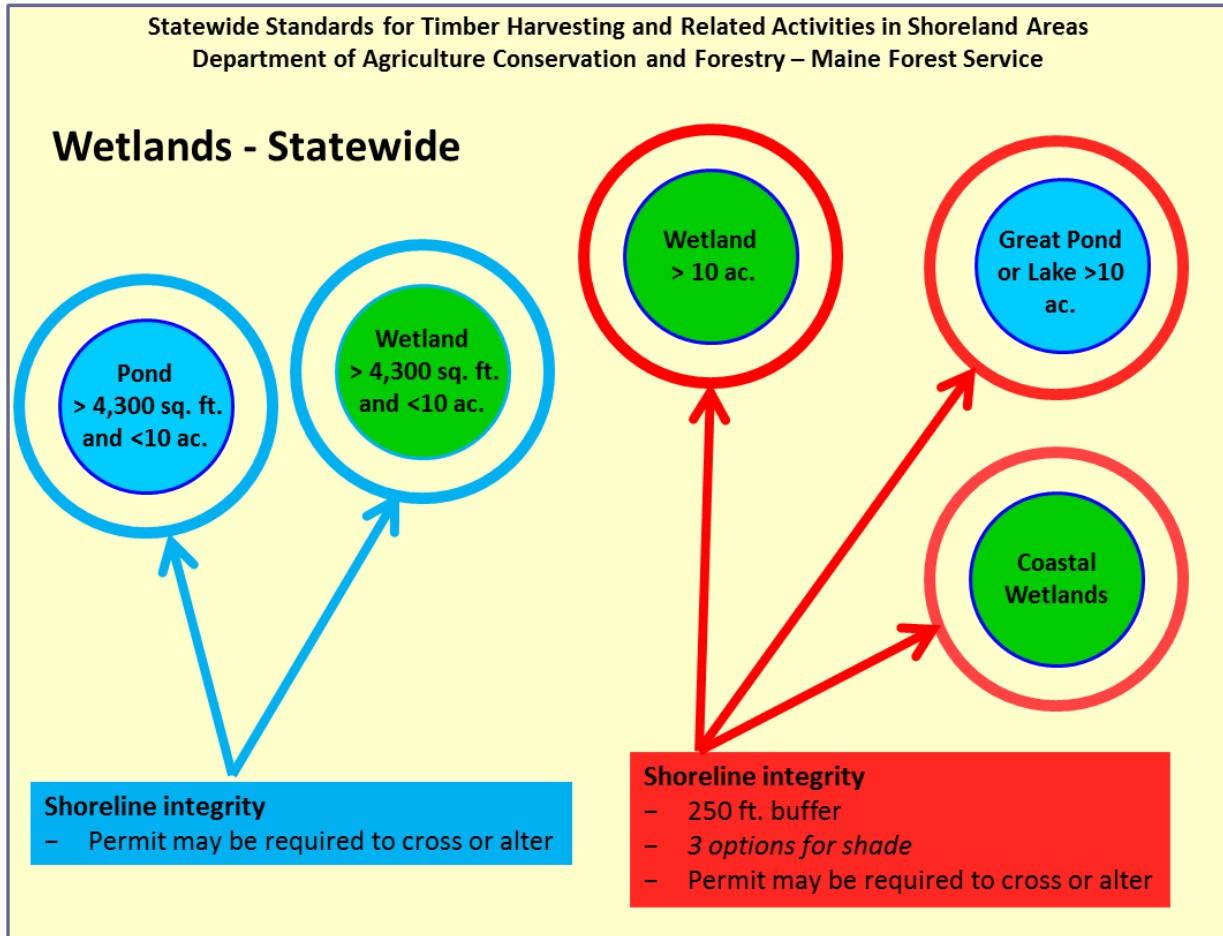 Statewide Standards for Timber Harvesting and Related Activities in Shoreland Areas
Department of Agriculture Conservation and Forestry – Maine Forest Service
Wetlands - Statewide
Pond
> 4,300 sq. ft.
and <10 ac.
Wetland
> 4,300 sq. ft.
and <10 ac.
Wetland
> 10 ac.
Great Pond
or Lake >10
ac.
Coastal
Wetlands
Shoreline integrity
– Permit may be required to cross or alter
Shoreline integrity
– 250 ft. buffer
– 3 options for shade
– Permit may be required to cross or alter